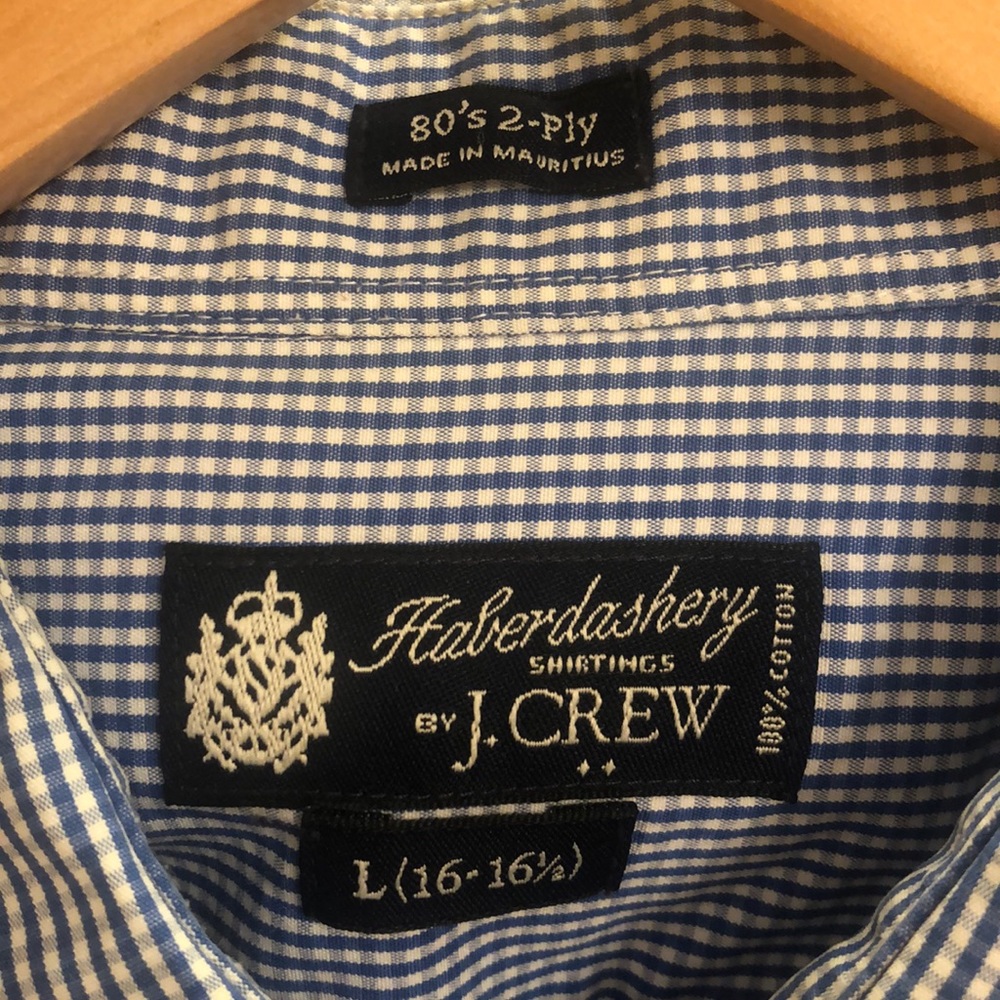 80's 2-Ply
MADE IN MAURITIUS
Haberdashery
SHIRTINGS
BY J.CREW
100% COTTON
L (16-16½)